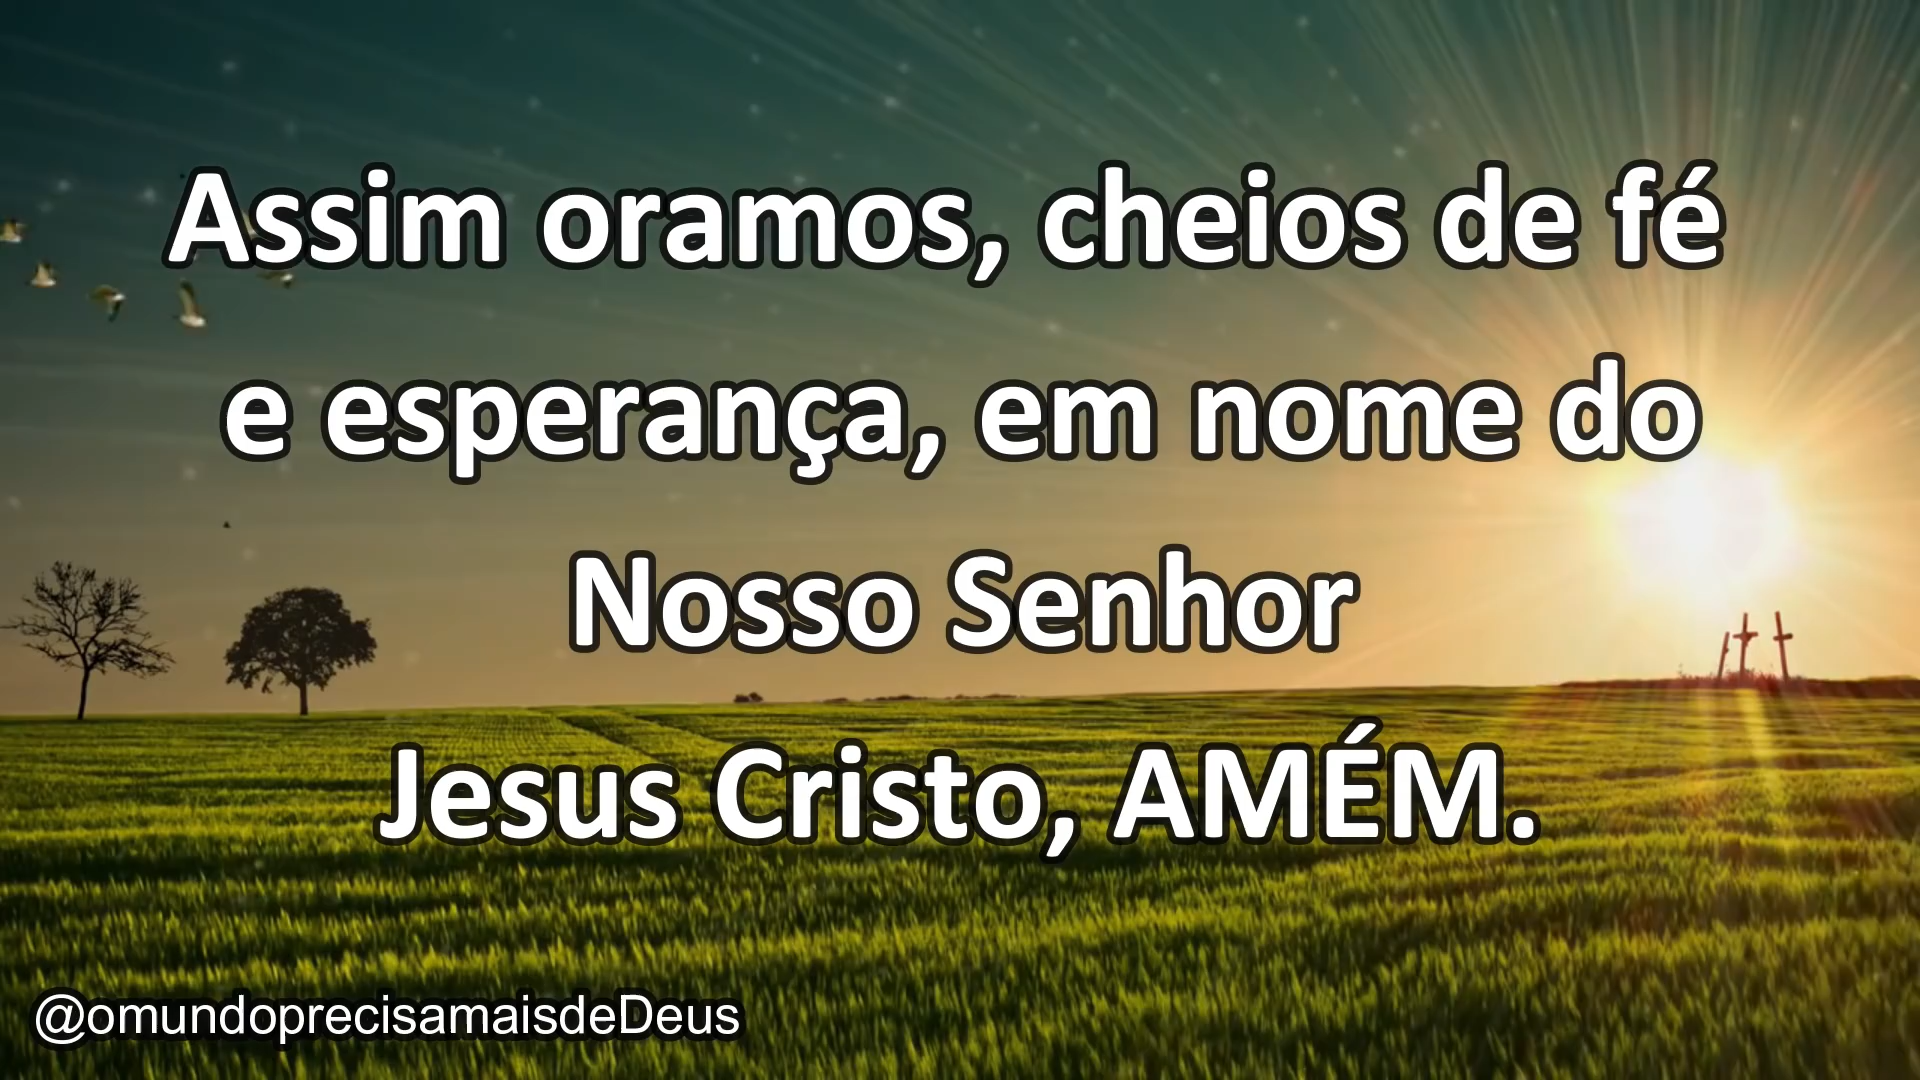 Assim oramos, cheios de fé
e esperança, em nome do
Nosso Senhor
Jesus Cristo, AMÉM.
@omundoprecisamaisdeDeus